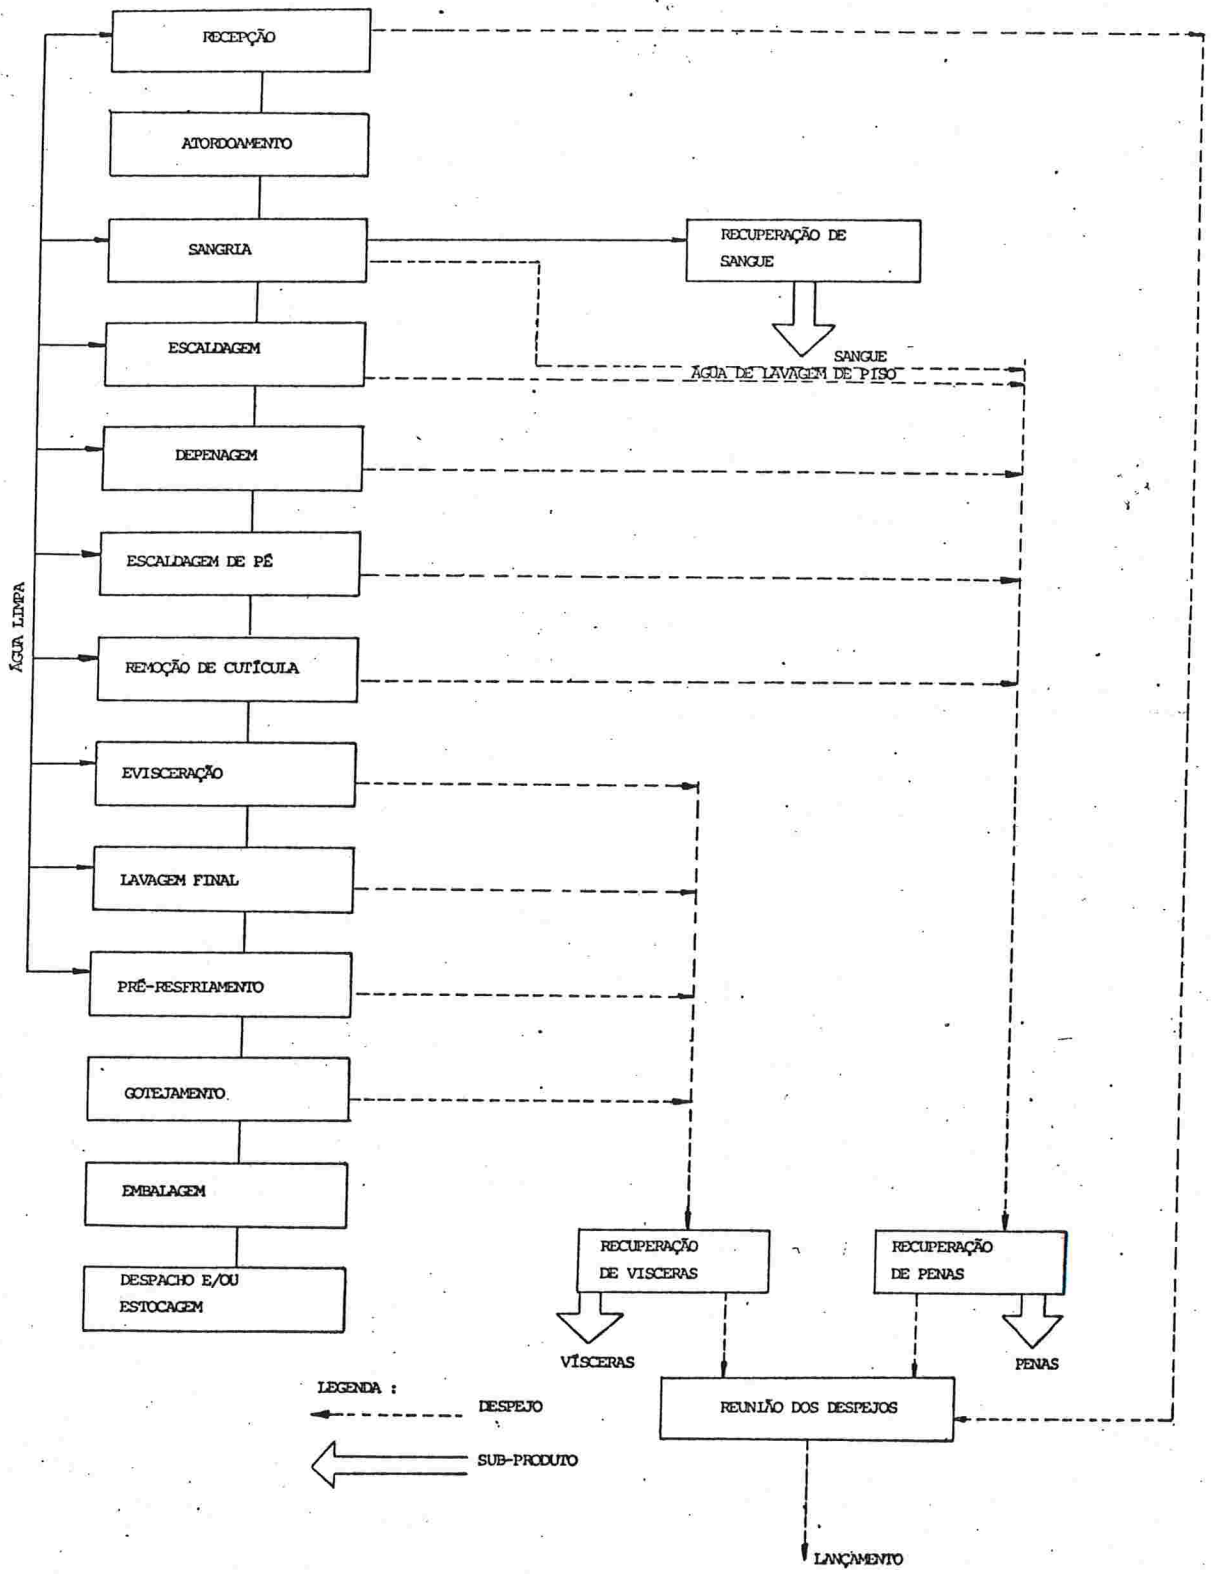 RECEPÇÃO
ATORDOAMENTO
SANGRIA
RECUPERAÇÃO DE
SANGUE
ESCALDAGEM
SANGUE
ÁGUA DE LAVAGEM DE PISO
DEPENAGEM
ESCALDAGEM DE PÉ
ÁGUA LIMPA
REMOÇÃO DE CUTÍCULA
EVISCERAÇÃO
LAVAGEM FINAL
PRÉ-RESFRIAMENTO
GOTEJAMENTO
EMBALAGEM
DESPACHO E/OU
ESTOCAGEM
RECUPERAÇÃO
DE VISCERAS
RECUPERAÇÃO
DE PENAS
VÍSCERAS
PENAS
LEGENDA :
DESPEJO
SUB-PRODUTO
REUNIÃO DOS DESPEJOS
LANÇAMENTO